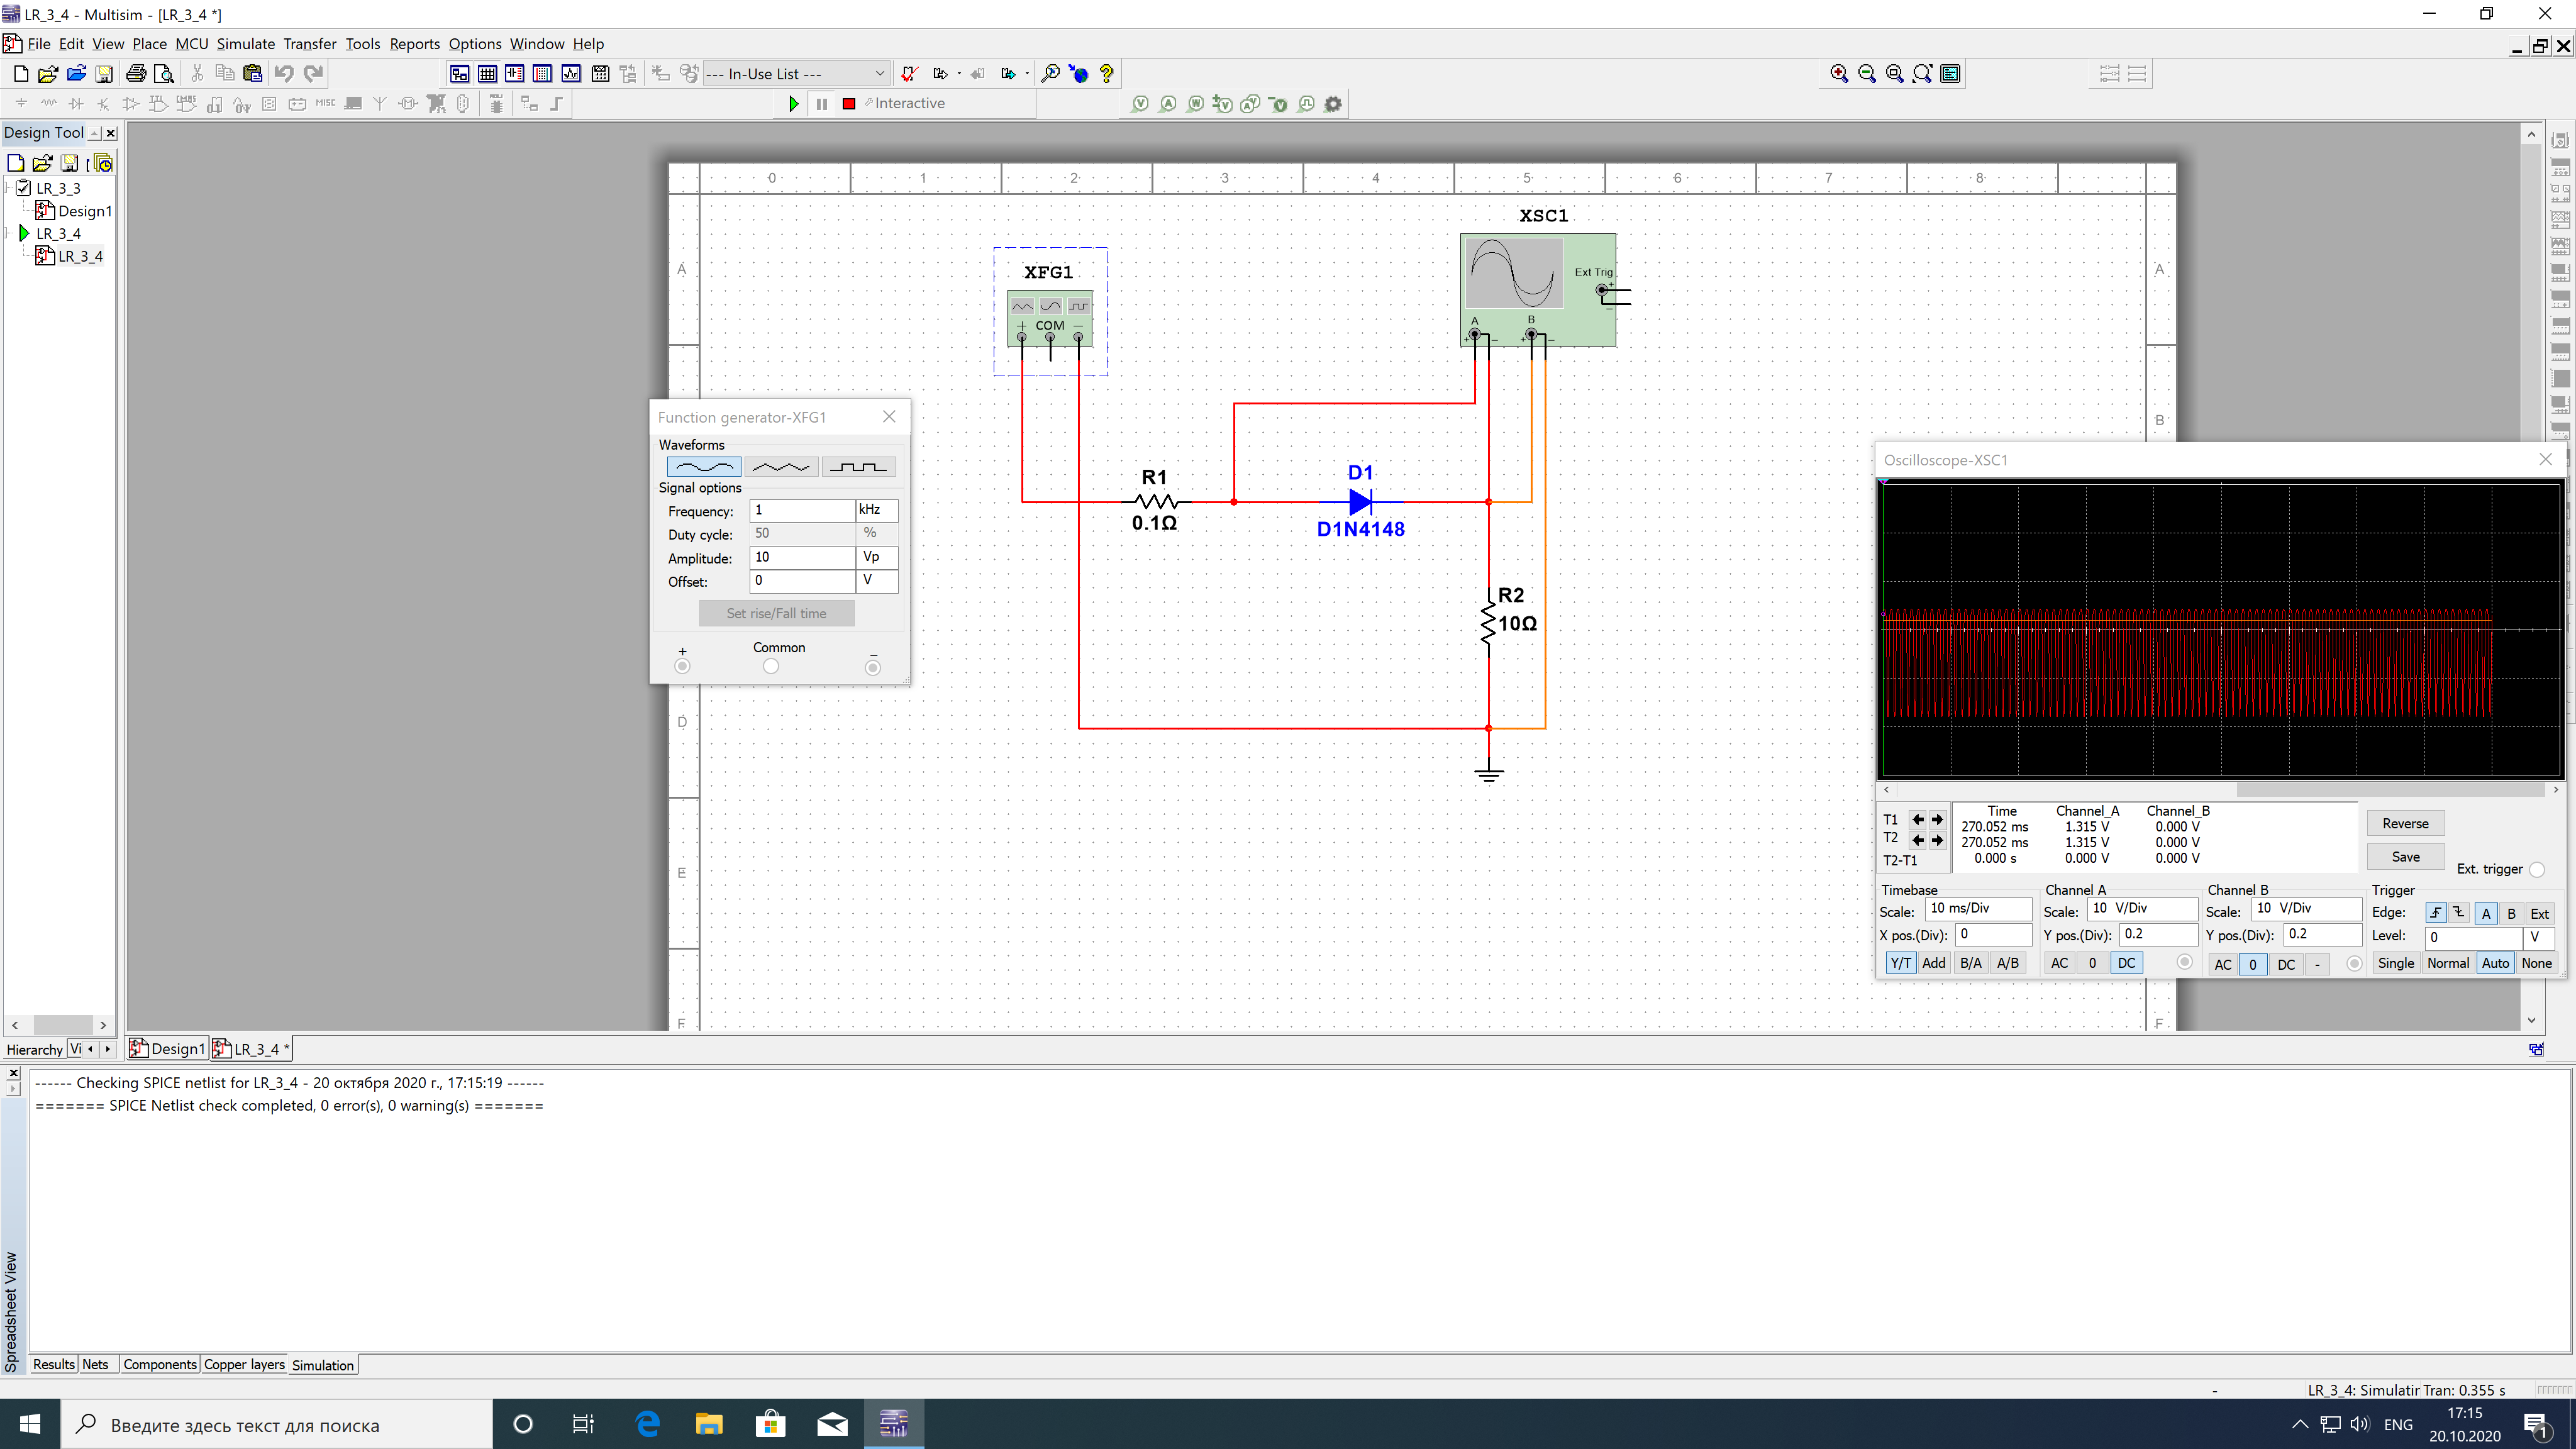 LR_3_4 - Multisim - [LR_3_4 *]
File Edit View Place MCU Simulate Transfer Tools Reports Options Window Help
--- In-Use List ---
MISC Interactive
Design Tool
LR_3_3
Design1
LR_3_4
LR_3_4
0 1 2 3 4 5 6 7 8
A A
B
D
E
F F
XFG1
+ COM −
XSC1
Ext Trig
+
−
A B
+ − + −
R1
0.1Ω
D1
D1N4148
R2
10Ω
Function generator-XFG1
Waveforms
Signal options
Frequency: 1 kHz
Duty cycle: 50 %
Amplitude: 10 Vp
Offset: 0 V
Set rise/Fall time
+ Common −
Oscilloscope-XSC1
Time Channel_A Channel_B
T1 270.052 ms 1.315 V 0.000 V
T2 270.052 ms 1.315 V 0.000 V
T2-T1 0.000 s 0.000 V 0.000 V
Reverse
Save
Ext. trigger
Timebase Channel A Channel B Trigger
Scale: 10 ms/Div Scale: 10 V/Div Scale: 10 V/Div Edge: A B Ext
X pos.(Div): 0 Y pos.(Div): 0.2 Y pos.(Div): 0.2 Level: 0 V
Y/T Add B/A A/B AC 0 DC AC 0 DC - Single Normal Auto None
Hierarchy Vi Design1 LR_3_4 *
------ Checking SPICE netlist for LR_3_4 - 20 октября 2020 г., 17:15:19 ------
======= SPICE Netlist check completed, 0 error(s), 0 warning(s) =======
Spreadsheet View
Results Nets Components Copper layers Simulation
- LR_3_4: Simulatir Tran: 0.355 s
Введите здесь текст для поиска
ENG
17:15
20.10.2020
1